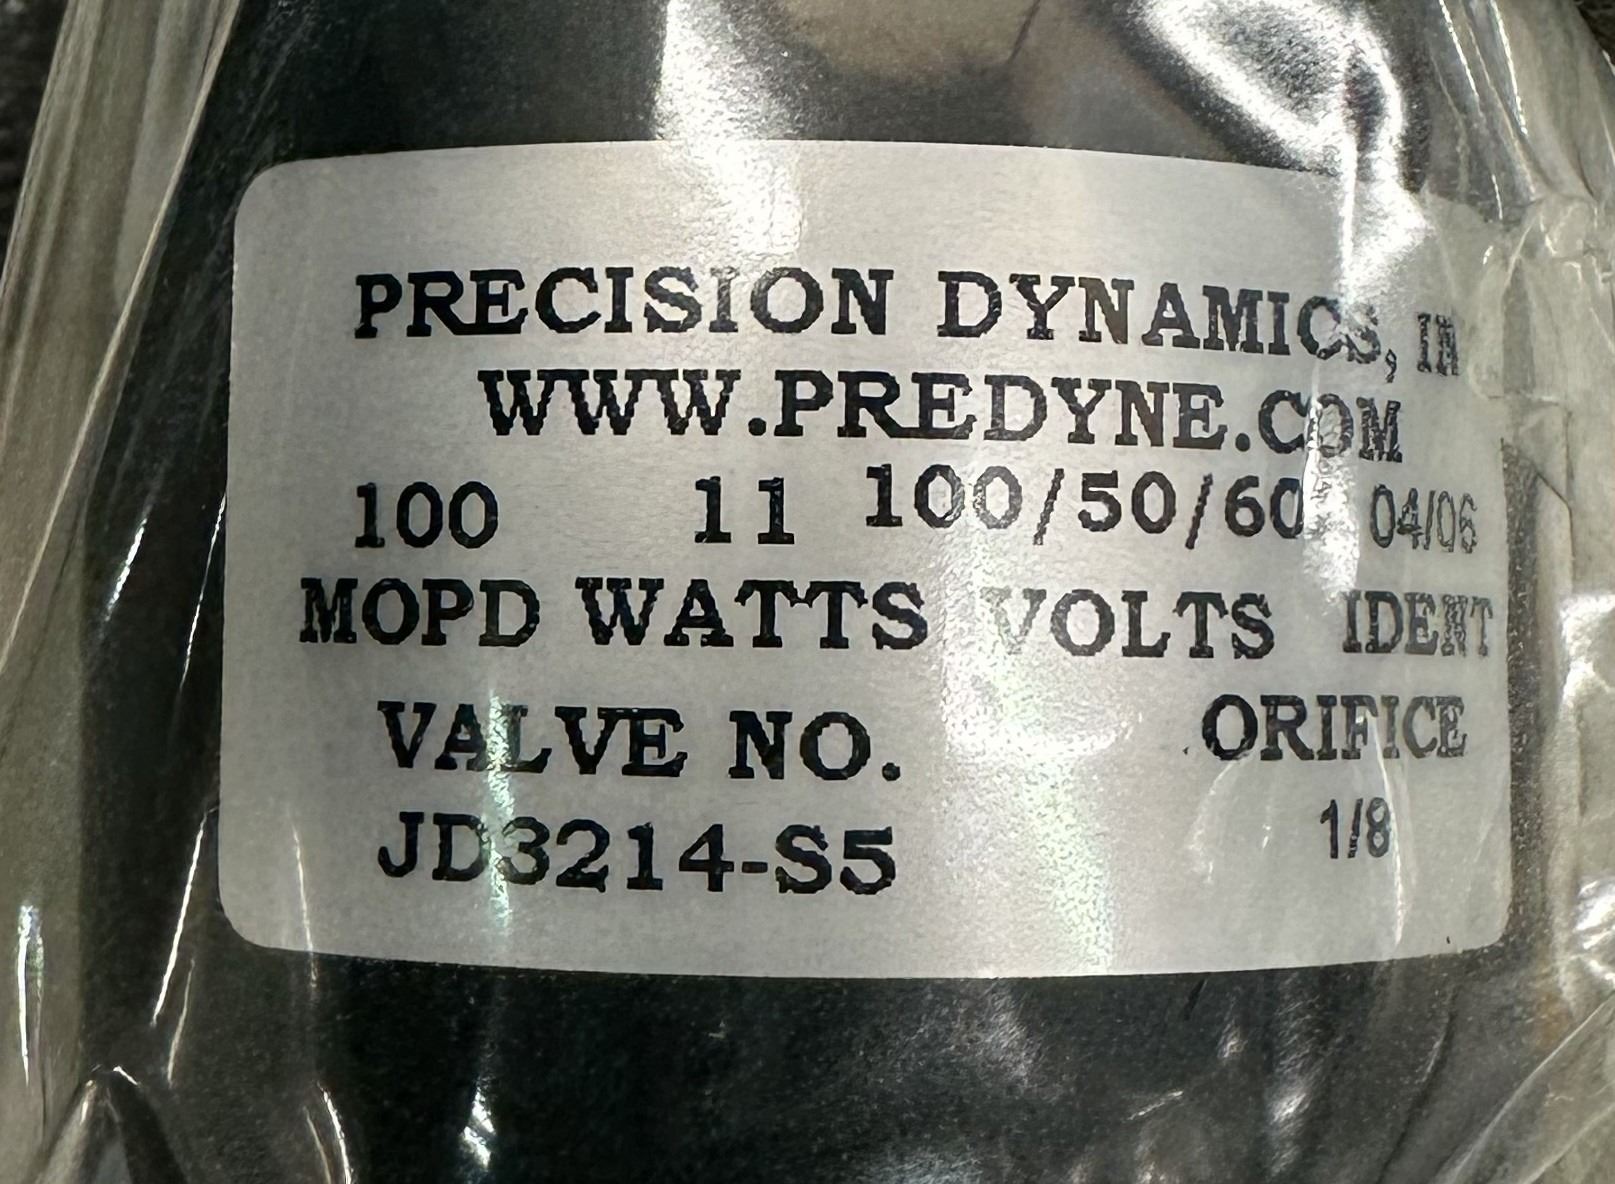 PRECISION DYNAMICS, IN
WWW.PREDYNE.COM
100 11 100/50/60 04/06
MOPD WATTS VOLTS IDENT
VALVE NO. ORIFICE
JD3214-S5 1/8